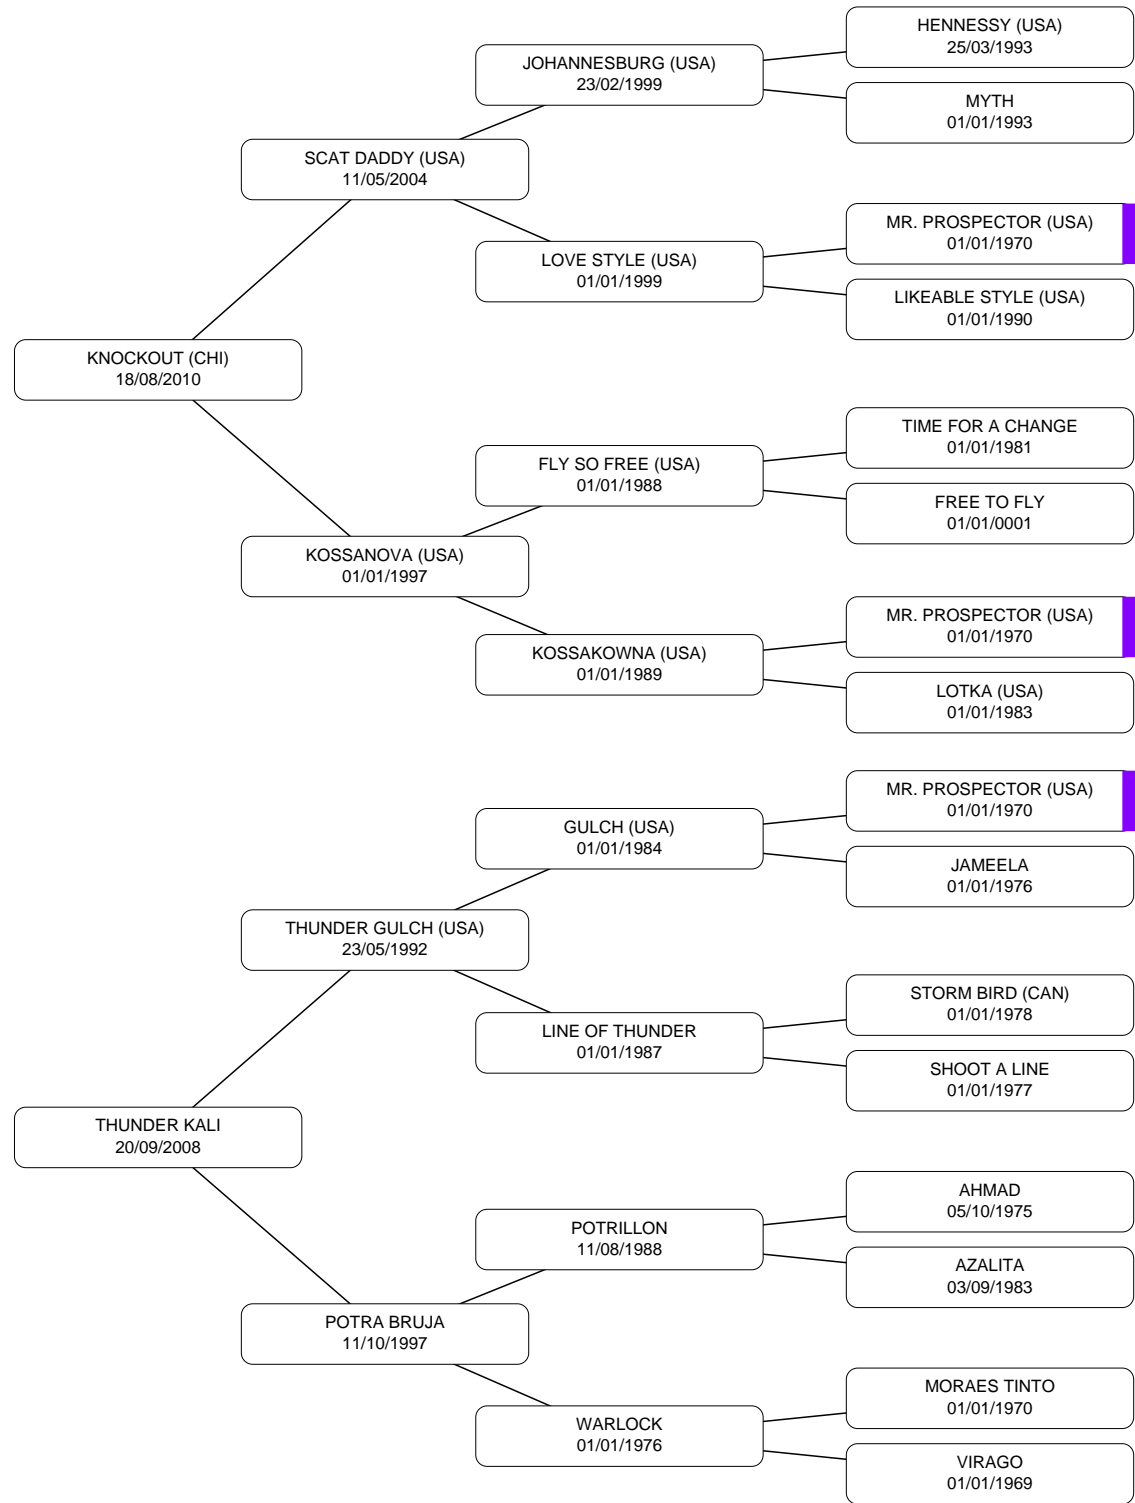 HENNESSY (USA)
25/03/1993
JOHANNESBURG (USA)
23/02/1999
MYTH
01/01/1993
SCAT DADDY (USA)
11/05/2004
MR. PROSPECTOR (USA)
01/01/1970
LOVE STYLE (USA)
01/01/1999
LIKEABLE STYLE (USA)
01/01/1990
KNOCKOUT (CHI)
18/08/2010
TIME FOR A CHANGE
01/01/1981
FLY SO FREE (USA)
01/01/1988
FREE TO FLY
01/01/0001
KOSSANOVA (USA)
01/01/1997
MR. PROSPECTOR (USA)
01/01/1970
KOSSAKOWNA (USA)
01/01/1989
LOTKA (USA)
01/01/1983
MR. PROSPECTOR (USA)
01/01/1970
GULCH (USA)
01/01/1984
JAMEELA
01/01/1976
THUNDER GULCH (USA)
23/05/1992
STORM BIRD (CAN)
01/01/1978
LINE OF THUNDER
01/01/1987
SHOOT A LINE
01/01/1977
THUNDER KALI
20/09/2008
AHMAD
05/10/1975
POTRILLON
11/08/1988
AZALITA
03/09/1983
POTRA BRUJA
11/10/1997
MORAES TINTO
01/01/1970
WARLOCK
01/01/1976
VIRAGO
01/01/1969